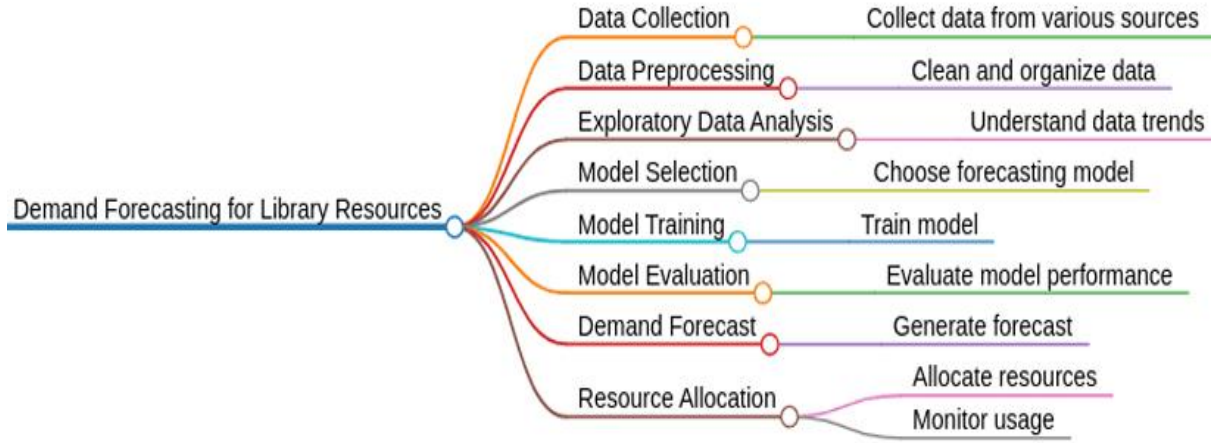 Demand Forecasting for Library Resources
Data Collection
Collect data from various sources
Data Preprocessing
Clean and organize data
Exploratory Data Analysis
Understand data trends
Model Selection
Choose forecasting model
Model Training
Train model
Model Evaluation
Evaluate model performance
Demand Forecast
Generate forecast
Resource Allocation
Allocate resources
Monitor usage